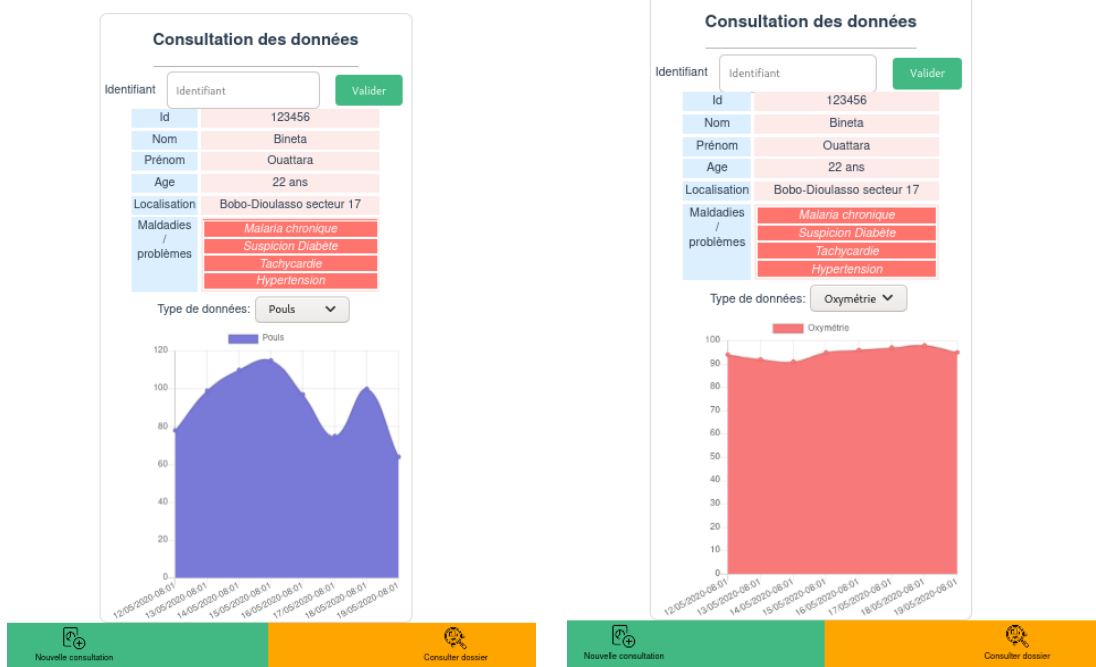 Consultation des données
Identifiant Identifiant Valider
Id 123456
Nom Bineta
Prénom Ouattara
Age 22 ans
Localisation Bobo-Dioulasso secteur 17
Maldadies / problèmes
Malaria chronique
Suspicion Diabète
Tachycardie
Hypertension
Type de données: Pouls
Pouls
120
100
80
60
40
20
0
12/05/2020-08:01
13/05/2020-08:01
14/05/2020-08:01
15/05/2020-08:01
16/05/2020-08:01
17/05/2020-08:01
18/05/2020-08:01
19/05/2020-08:01
Nouvelle consultation Consulter dossier
Consultation des données
Identifiant Identifiant Valider
Id 123456
Nom Bineta
Prénom Ouattara
Age 22 ans
Localisation Bobo-Dioulasso secteur 17
Maldadies / problèmes
Malaria chronique
Suspicion Diabète
Tachycardie
Hypertension
Type de données: Oxymétrie
Oxymétrie
100
90
80
70
60
50
40
30
20
10
0
12/05/2020-08:01
13/05/2020-08:01
14/05/2020-08:01
15/05/2020-08:01
16/05/2020-08:01
17/05/2020-08:01
18/05/2020-08:01
19/05/2020-08:01
Nouvelle consultation Consulter dossier